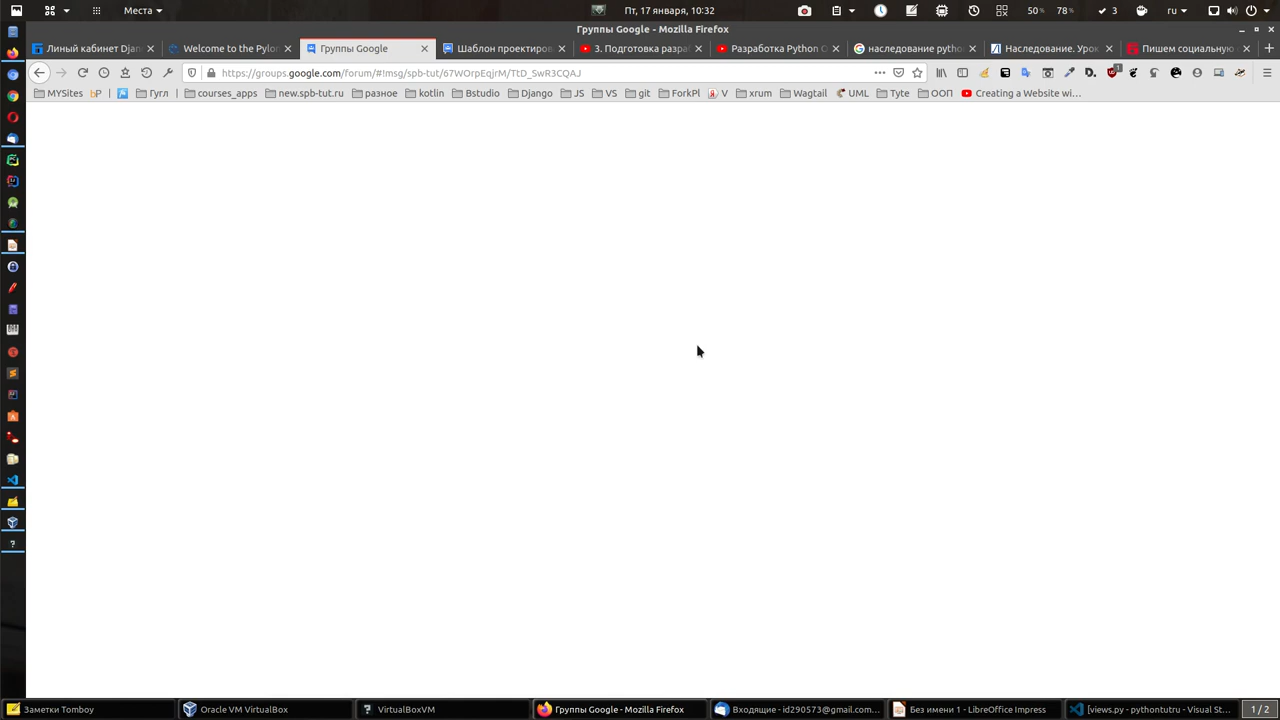 Места
Пт, 17 января, 10:32
50%
78%
3
ru
Группы Google - Mozilla Firefox
Линый кабинет Djan
Welcome to the Pylon
Группы Google
Шаблон проектиров
3. Подготовка разраб
Разработка Python С
наследование python
Наследование. Урок
Пишем социальную
https://groups.google.com/forum/#!msg/spb-tut/67WOrpEqjrM/TtD_SwR3CQAJ
1
MYSites
bP
Гугл
courses_apps
new.spb-tut.ru
разное
kotlin
Bstudio
Django
JS
VS
git
ForkPl
V
xrum
Wagtail
UML
Tyte
ООП
Creating a Website wi…
Заметки Tomboy
Oracle VM VirtualBox
VirtualBoxVM
Группы Google - Mozilla Firefox
Входящие - id290573@gmail.com…
Без имени 1 - LibreOffice Impress
[views.py - pythontutru - Visual St…
1 / 2